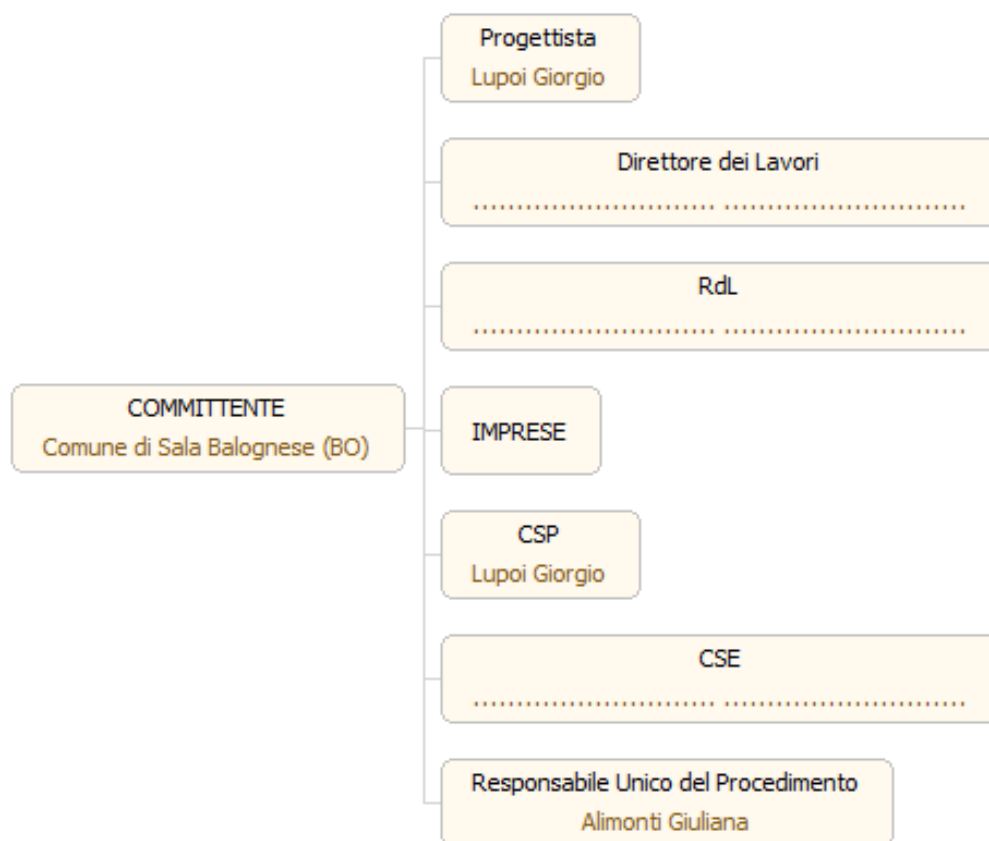 Progettista
Lupoi Giorgio
Direttore dei Lavori
............................ ............................
RdL
............................ ............................
COMMITTENTE
Comune di Sala Balognese (BO)
IMPRESE
CSP
Lupoi Giorgio
CSE
............................ ............................
Responsabile Unico del Procedimento
Alimonti Giuliana